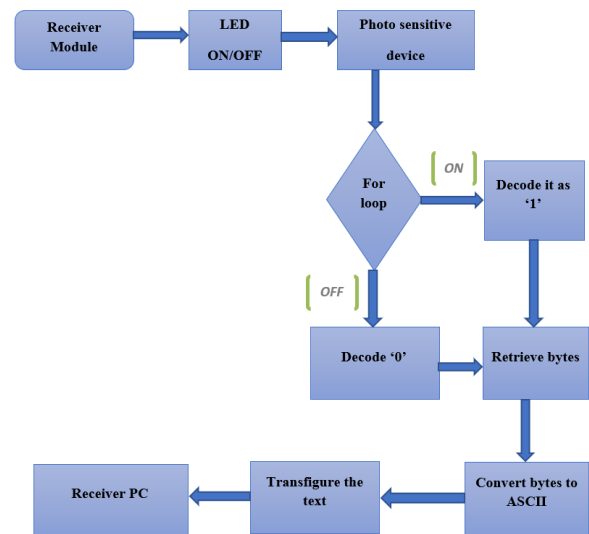 Receiver
Module
LED
ON/OFF
Photo sensitive
device
For
loop
ON
Decode it as
‘1’
OFF
Decode ‘0’
Retrieve bytes
Convert bytes to
ASCII
Transfigure the
text
Receiver PC